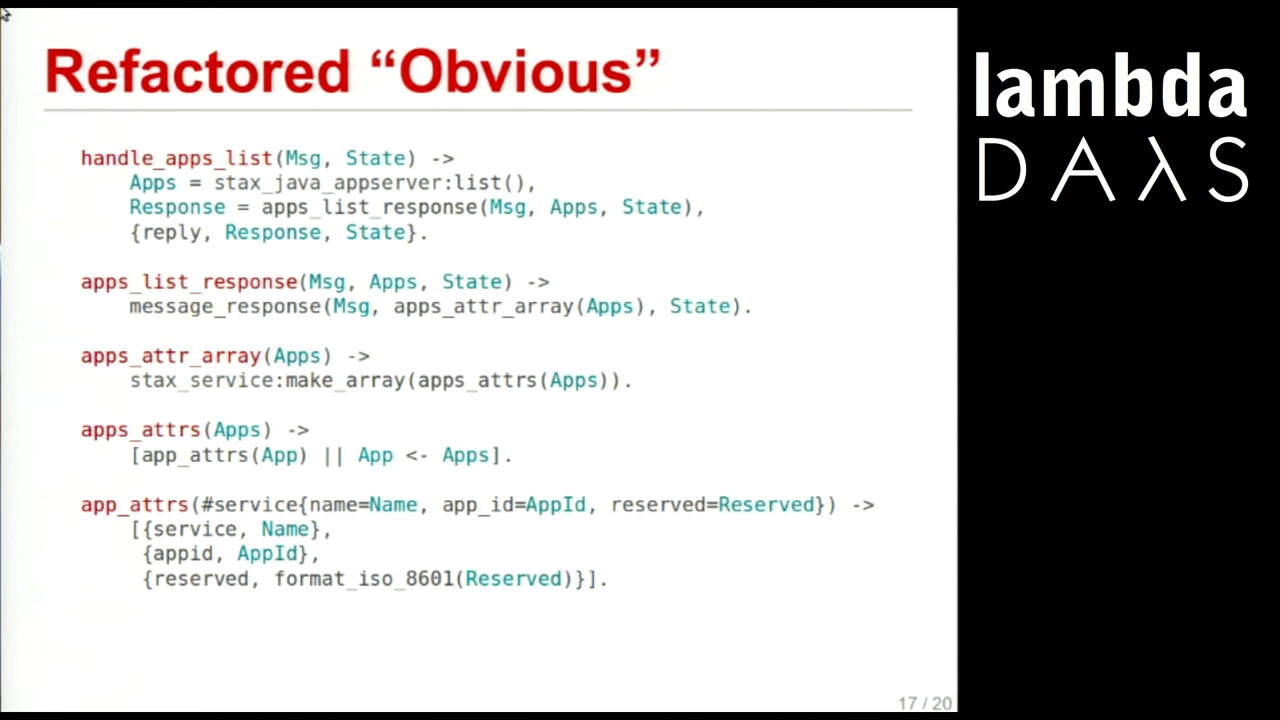 Refactored “Obvious”
handle_apps_list(Msg, State) ->
    Apps = stax_java_appserver:list(),
    Response = apps_list_response(Msg, Apps, State),
    {reply, Response, State}.
apps_list_response(Msg, Apps, State) ->
    message_response(Msg, apps_attr_array(Apps), State).
apps_attr_array(Apps) ->
    stax_service:make_array(apps_attrs(Apps)).
apps_attrs(Apps) ->
    [app_attrs(App) || App <- Apps].
app_attrs(#service{name=Name, app_id=AppId, reserved=Reserved}) ->
    [{service, Name},
     {appid, AppId},
     {reserved, format_iso_8601(Reserved)}].
17 / 20
lambda
DAλS